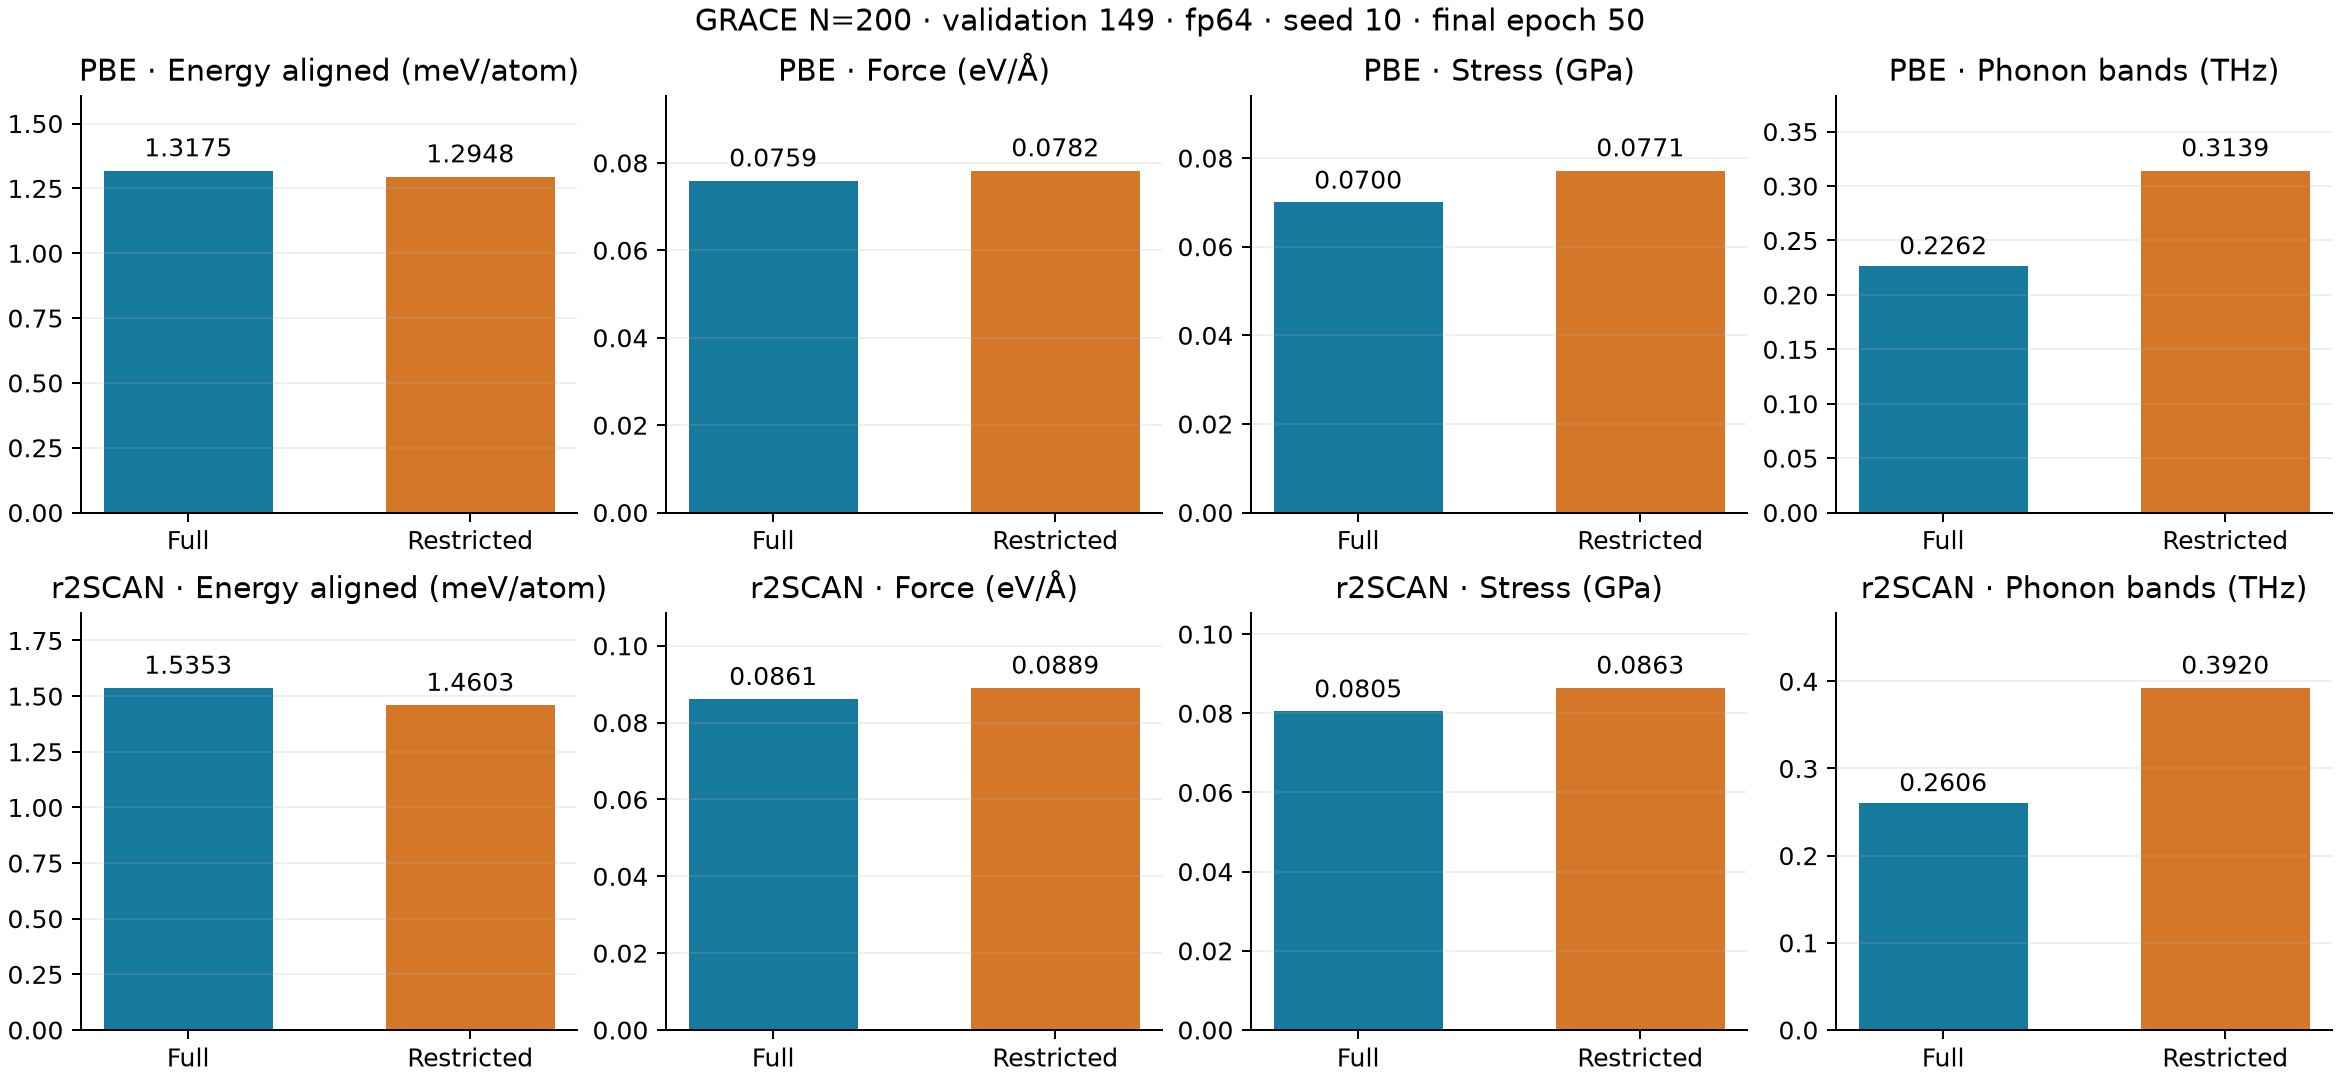 GRACE N=200 · validation 149 · fp64 · seed 10 · final epoch 50
PBE · Energy aligned (meV/atom)
1.50
1.25
1.00
0.75
0.50
0.25
0.00
1.3175
1.2948
Full
Restricted
PBE · Force (eV/Å)
0.08
0.06
0.04
0.02
0.00
0.0759
0.0782
Full
Restricted
PBE · Stress (GPa)
0.08
0.06
0.04
0.02
0.00
0.0700
0.0771
Full
Restricted
PBE · Phonon bands (THz)
0.35
0.30
0.25
0.20
0.15
0.10
0.05
0.00
0.2262
0.3139
Full
Restricted
r2SCAN · Energy aligned (meV/atom)
1.75
1.50
1.25
1.00
0.75
0.50
0.25
0.00
1.5353
1.4603
Full
Restricted
r2SCAN · Force (eV/Å)
0.10
0.08
0.06
0.04
0.02
0.00
0.0861
0.0889
Full
Restricted
r2SCAN · Stress (GPa)
0.10
0.08
0.06
0.04
0.02
0.00
0.0805
0.0863
Full
Restricted
r2SCAN · Phonon bands (THz)
0.4
0.3
0.2
0.1
0.0
0.2606
0.3920
Full
Restricted